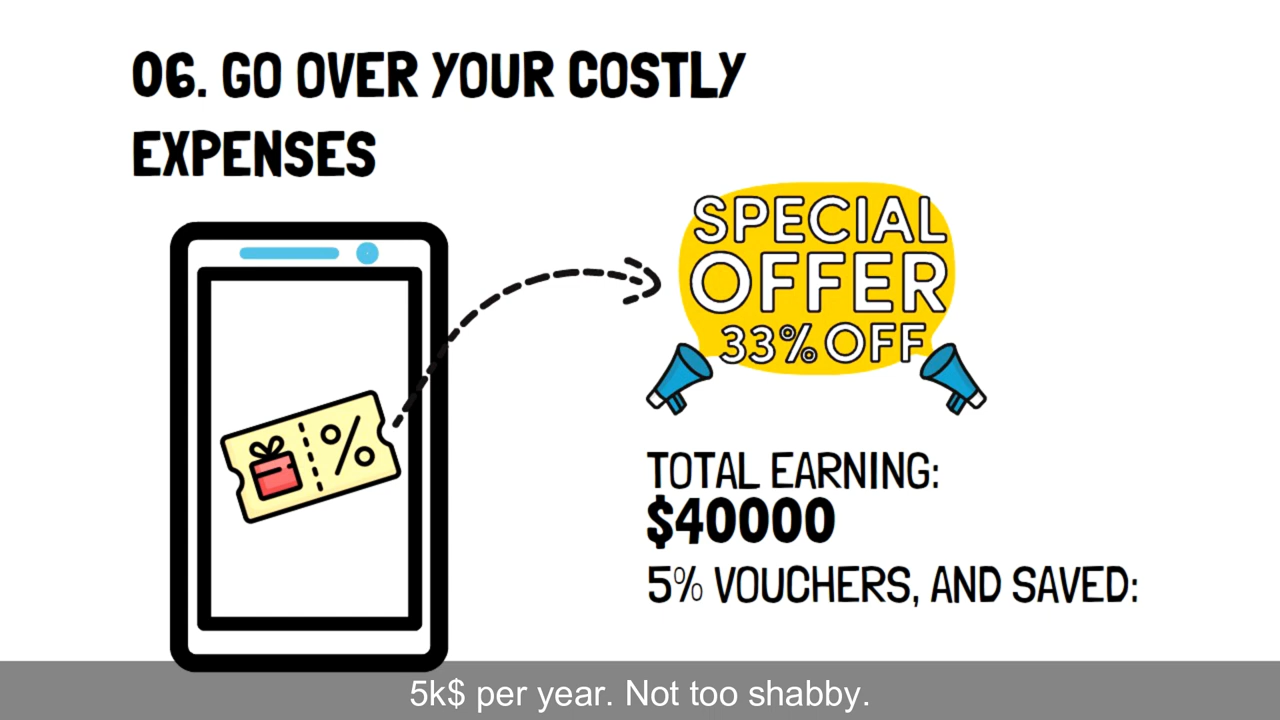 06. GO OVER YOUR COSTLY
EXPENSES
SPECIAL
OFFER
33% OFF
%
TOTAL EARNING:
$40000
5% VOUCHERS, AND SAVED:
5k$ per year. Not too shabby.